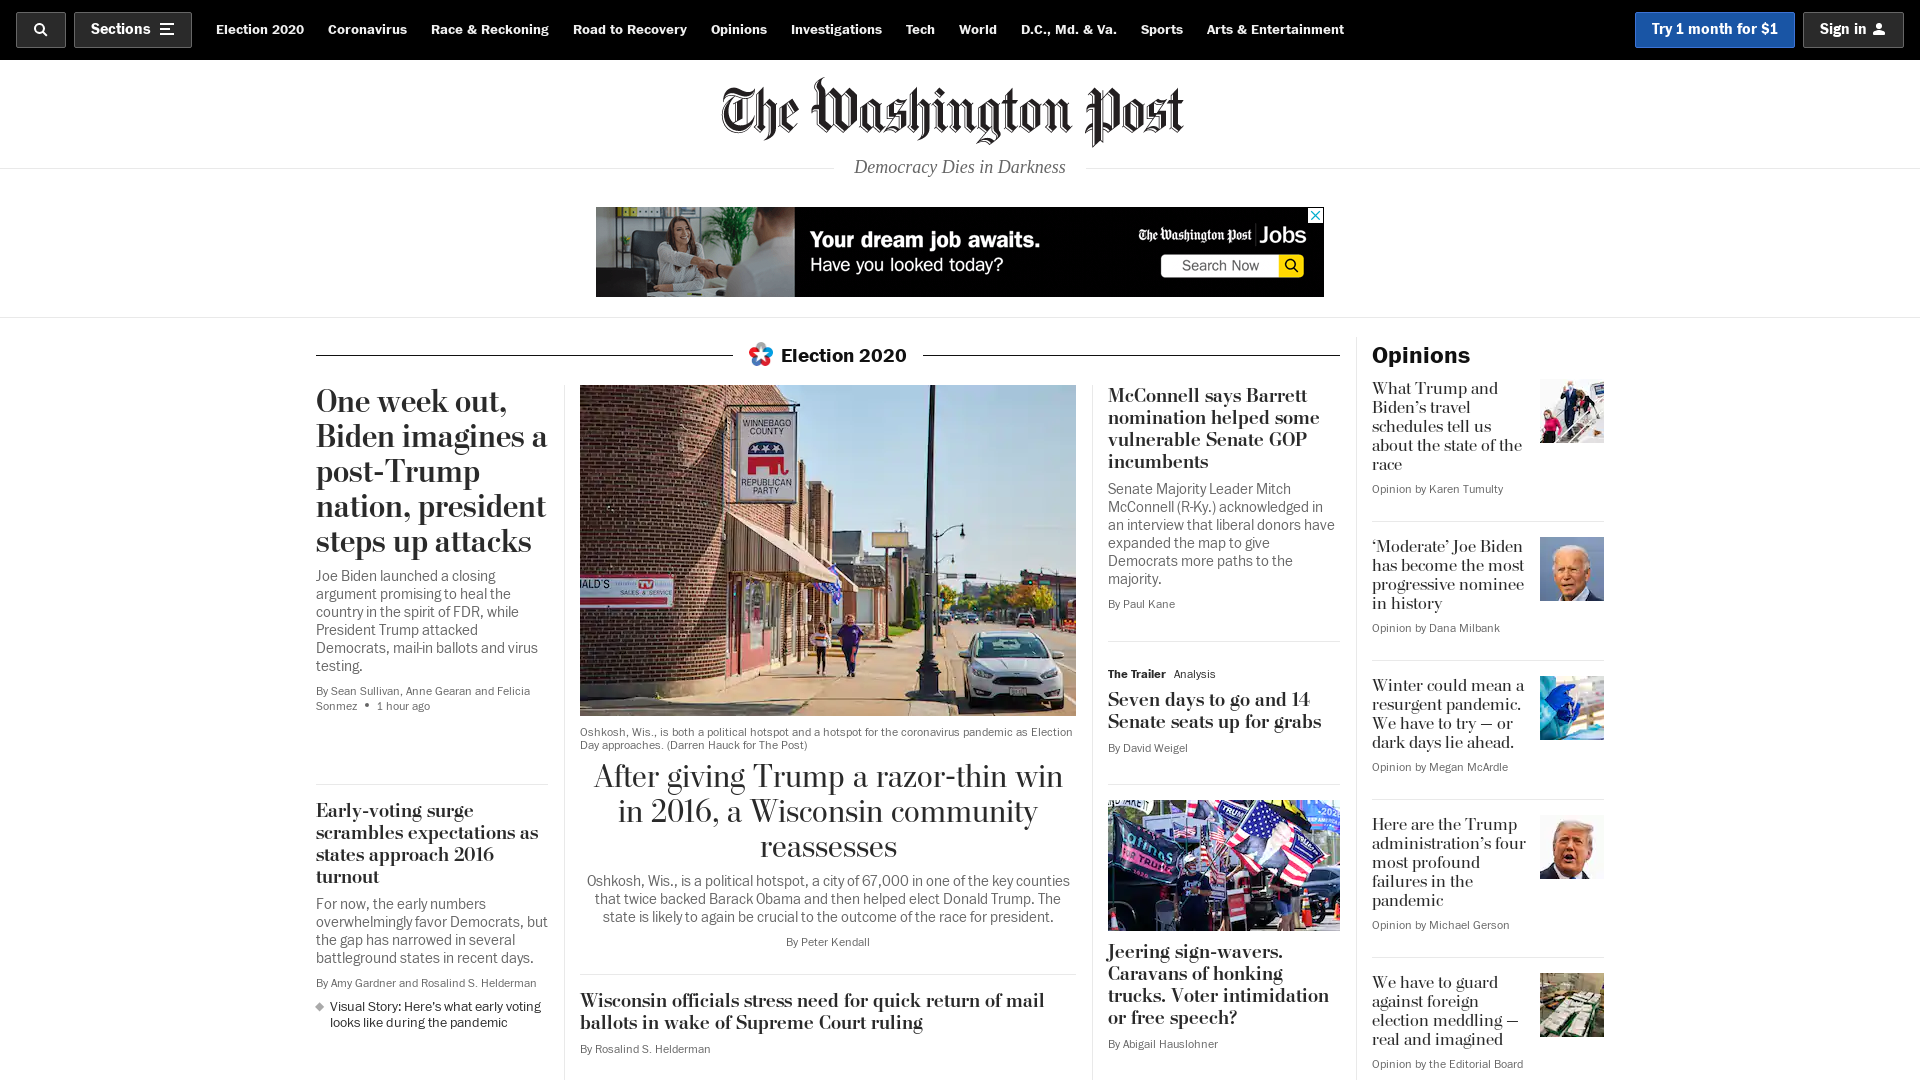 Sections
Election 2020
Coronavirus
Race & Reckoning
Road to Recovery
Opinions
Investigations
Tech
World
D.C., Md. & Va.
Sports
Arts & Entertainment
Try 1 month for $1
Sign in
The Washington Post
Democracy Dies in Darkness
Your dream job awaits.
Have you looked today?
The Washington Post Jobs
Search Now
Election 2020
One week out,
Biden imagines a
post-Trump
nation, president
steps up attacks
Joe Biden launched a closing
argument promising to heal the
country in the spirit of FDR, while
President Trump attacked
Democrats, mail-in ballots and virus
testing.
By Sean Sullivan, Anne Gearan and Felicia
Sonmez • 1 hour ago
Early-voting surge
scrambles expectations as
states approach 2016
turnout
For now, the early numbers
overwhelmingly favor Democrats, but
the gap has narrowed in several
battleground states in recent days.
By Amy Gardner and Rosalind S. Helderman
Visual Story: Here's what early voting
looks like during the pandemic
WINNEBAGO
COUNTY
REPUBLICAN
PARTY
ALD'S
TV
SALES & SERVICE
Oshkosh, Wis., is both a political hotspot and a hotspot for the coronavirus pandemic as Election
Day approaches. (Darren Hauck for The Post)
After giving Trump a razor-thin win
in 2016, a Wisconsin community
reassesses
Oshkosh, Wis., is a political hotspot, a city of 67,000 in one of the key counties
that twice backed Barack Obama and then helped elect Donald Trump. The
state is likely to again be crucial to the outcome of the race for president.
By Peter Kendall
Wisconsin officials stress need for quick return of mail
ballots in wake of Supreme Court ruling
By Rosalind S. Helderman
McConnell says Barrett
nomination helped some
vulnerable Senate GOP
incumbents
Senate Majority Leader Mitch
McConnell (R-Ky.) acknowledged in
an interview that liberal donors have
expanded the map to give
Democrats more paths to the
majority.
By Paul Kane
The Trailer Analysis
Seven days to go and 14
Senate seats up for grabs
By David Weigel
TRUMP
Latinos
FOR TRUMP
Jeering sign-wavers.
Caravans of honking
trucks. Voter intimidation
or free speech?
By Abigail Hauslohner
Opinions
What Trump and
Biden's travel
schedules tell us
about the state of the
race
Opinion by Karen Tumulty
‘Moderate’ Joe Biden
has become the most
progressive nominee
in history
Opinion by Dana Milbank
Winter could mean a
resurgent pandemic.
We have to try — or
dark days lie ahead.
Opinion by Megan McArdle
Here are the Trump
administration's four
most profound
failures in the
pandemic
Opinion by Michael Gerson
We have to guard
against foreign
election meddling —
real and imagined
Opinion by the Editorial Board